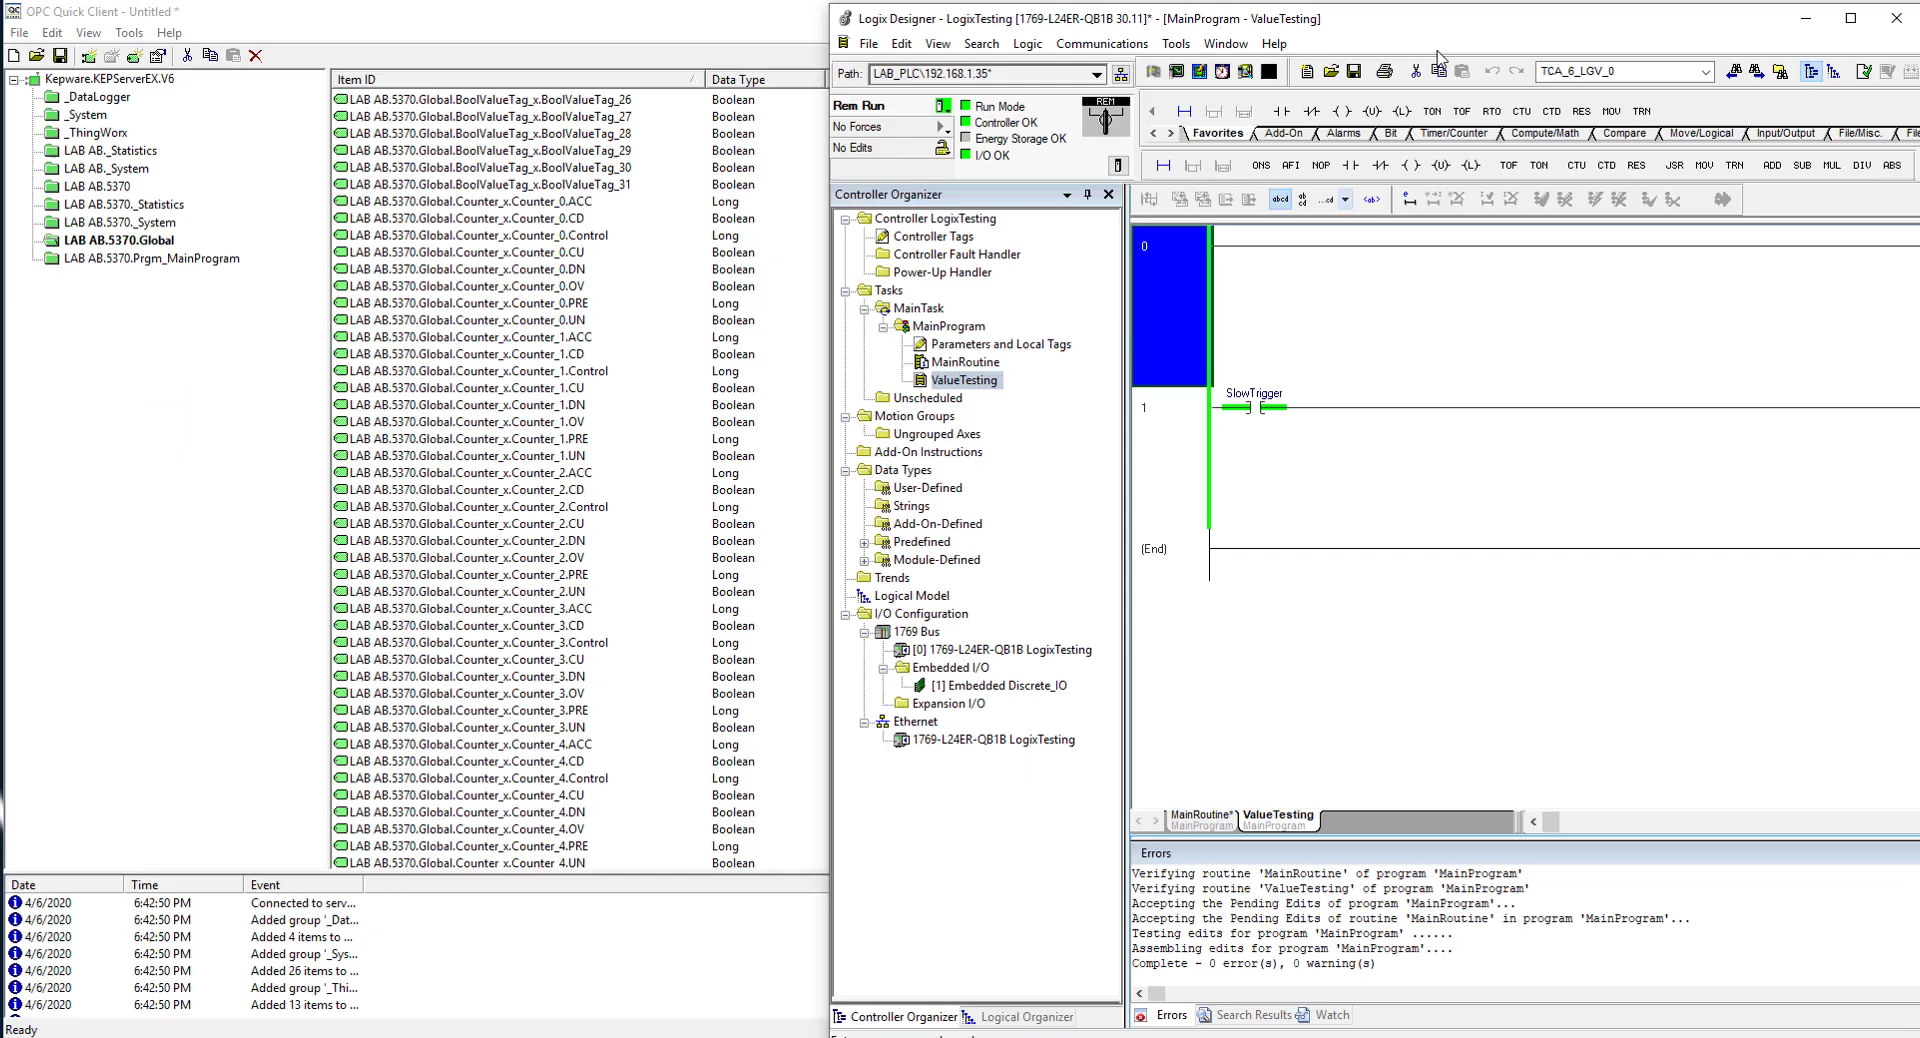 OPC Quick Client - Untitled *
File Edit View Tools Help
Kepware.KEPServerEX.V6
_DataLogger
_System
_ThingWorx
LAB AB._Statistics
LAB AB._System
LAB AB.5370
LAB AB.5370._Statistics
LAB AB.5370._System
LAB AB.5370.Global
LAB AB.5370.Prgm_MainProgram
Item ID Data Type
LAB AB.5370.Global.BoolValueTag_x.BoolValueTag_26 Boolean
LAB AB.5370.Global.BoolValueTag_x.BoolValueTag_27 Boolean
LAB AB.5370.Global.BoolValueTag_x.BoolValueTag_28 Boolean
LAB AB.5370.Global.BoolValueTag_x.BoolValueTag_29 Boolean
LAB AB.5370.Global.BoolValueTag_x.BoolValueTag_30 Boolean
LAB AB.5370.Global.BoolValueTag_x.BoolValueTag_31 Boolean
LAB AB.5370.Global.Counter_x.Counter_0.ACC Long
LAB AB.5370.Global.Counter_x.Counter_0.CD Boolean
LAB AB.5370.Global.Counter_x.Counter_0.Control Long
LAB AB.5370.Global.Counter_x.Counter_0.CU Boolean
LAB AB.5370.Global.Counter_x.Counter_0.DN Boolean
LAB AB.5370.Global.Counter_x.Counter_0.OV Boolean
LAB AB.5370.Global.Counter_x.Counter_0.PRE Long
LAB AB.5370.Global.Counter_x.Counter_0.UN Boolean
LAB AB.5370.Global.Counter_x.Counter_1.ACC Long
LAB AB.5370.Global.Counter_x.Counter_1.CD Boolean
LAB AB.5370.Global.Counter_x.Counter_1.Control Long
LAB AB.5370.Global.Counter_x.Counter_1.CU Boolean
LAB AB.5370.Global.Counter_x.Counter_1.DN Boolean
LAB AB.5370.Global.Counter_x.Counter_1.OV Boolean
LAB AB.5370.Global.Counter_x.Counter_1.PRE Long
LAB AB.5370.Global.Counter_x.Counter_1.UN Boolean
LAB AB.5370.Global.Counter_x.Counter_2.ACC Long
LAB AB.5370.Global.Counter_x.Counter_2.CD Boolean
LAB AB.5370.Global.Counter_x.Counter_2.Control Long
LAB AB.5370.Global.Counter_x.Counter_2.CU Boolean
LAB AB.5370.Global.Counter_x.Counter_2.DN Boolean
LAB AB.5370.Global.Counter_x.Counter_2.OV Boolean
LAB AB.5370.Global.Counter_x.Counter_2.PRE Long
LAB AB.5370.Global.Counter_x.Counter_2.UN Boolean
LAB AB.5370.Global.Counter_x.Counter_3.ACC Long
LAB AB.5370.Global.Counter_x.Counter_3.CD Boolean
LAB AB.5370.Global.Counter_x.Counter_3.Control Long
LAB AB.5370.Global.Counter_x.Counter_3.CU Boolean
LAB AB.5370.Global.Counter_x.Counter_3.DN Boolean
LAB AB.5370.Global.Counter_x.Counter_3.OV Boolean
LAB AB.5370.Global.Counter_x.Counter_3.PRE Long
LAB AB.5370.Global.Counter_x.Counter_3.UN Boolean
LAB AB.5370.Global.Counter_x.Counter_4.ACC Long
LAB AB.5370.Global.Counter_x.Counter_4.CD Boolean
LAB AB.5370.Global.Counter_x.Counter_4.Control Long
LAB AB.5370.Global.Counter_x.Counter_4.CU Boolean
LAB AB.5370.Global.Counter_x.Counter_4.DN Boolean
LAB AB.5370.Global.Counter_x.Counter_4.OV Boolean
LAB AB.5370.Global.Counter_x.Counter_4.PRE Long
LAB AB.5370.Global.Counter_x.Counter_4.UN Boolean
Date Time Event
4/6/2020 6:42:50 PM Connected to serv...
4/6/2020 6:42:50 PM Added group '_Dat...
4/6/2020 6:42:50 PM Added 4 items to ...
4/6/2020 6:42:50 PM Added group '_Sys...
4/6/2020 6:42:50 PM Added 26 items to ...
4/6/2020 6:42:50 PM Added group '_Thi...
4/6/2020 6:42:50 PM Added 13 items to ...
Ready
Logix Designer - LogixTesting [1769-L24ER-QB1B 30.11]* - [MainProgram - ValueTesting]
File Edit View Search Logic Communications Tools Window Help
Path: LAB_PLC\192.168.1.35*
TCA_6_LGV_0
Rem Run
No Forces
No Edits
Run Mode
Controller OK
Energy Storage OK
I/O OK
REM
TON TOF RTO CTU CTD RES MOV TRN
Favorites Add-On Alarms Bit Timer/Counter Compute/Math Compare Move/Logical Input/Output File/Misc.
ONS AFI NOP TOF TON CTU CTD RES JSR MOV TRN ADD SUB MUL DIV ABS
abcd ab cd ...cd <ab>
Controller Organizer
Controller LogixTesting
Controller Tags
Controller Fault Handler
Power-Up Handler
Tasks
MainTask
MainProgram
Parameters and Local Tags
MainRoutine
ValueTesting
Unscheduled
Motion Groups
Ungrouped Axes
Add-On Instructions
Data Types
User-Defined
Strings
Add-On-Defined
Predefined
Module-Defined
Trends
Logical Model
I/O Configuration
1769 Bus
[0] 1769-L24ER-QB1B LogixTesting
Embedded I/O
[1] Embedded Discrete_IO
Expansion I/O
Ethernet
1769-L24ER-QB1B LogixTesting
Controller Organizer Logical Organizer
0
SlowTrigger
1
(End)
MainRoutine* ValueTesting
MainProgram MainProgram
Errors
Verifying routine 'MainRoutine' of program 'MainProgram'
Verifying routine 'ValueTesting' of program 'MainProgram'
Accepting the Pending Edits of program 'MainProgram'...
Accepting the Pending Edits of routine 'MainRoutine' in program 'MainProgram'...
Testing edits for program 'MainProgram' ......
Assembling edits for program 'MainProgram'....
Complete - 0 error(s), 0 warning(s)
Errors Search Results Watch